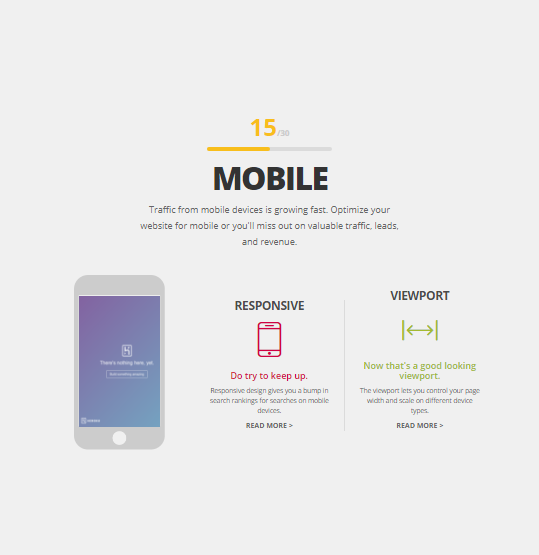 15/30
MOBILE
Traffic from mobile devices is growing fast. Optimize your
website for mobile or you'll miss out on valuable traffic, leads,
and revenue.
There's nothing here, yet.
RESPONSIVE
Do try to keep up.
Responsive design gives you a bump in
search rankings for searches on mobile
devices.
READ MORE >
VIEWPORT
Now that's a good looking
viewport.
The viewport lets you control your page
width and scale on different device
types.
READ MORE >